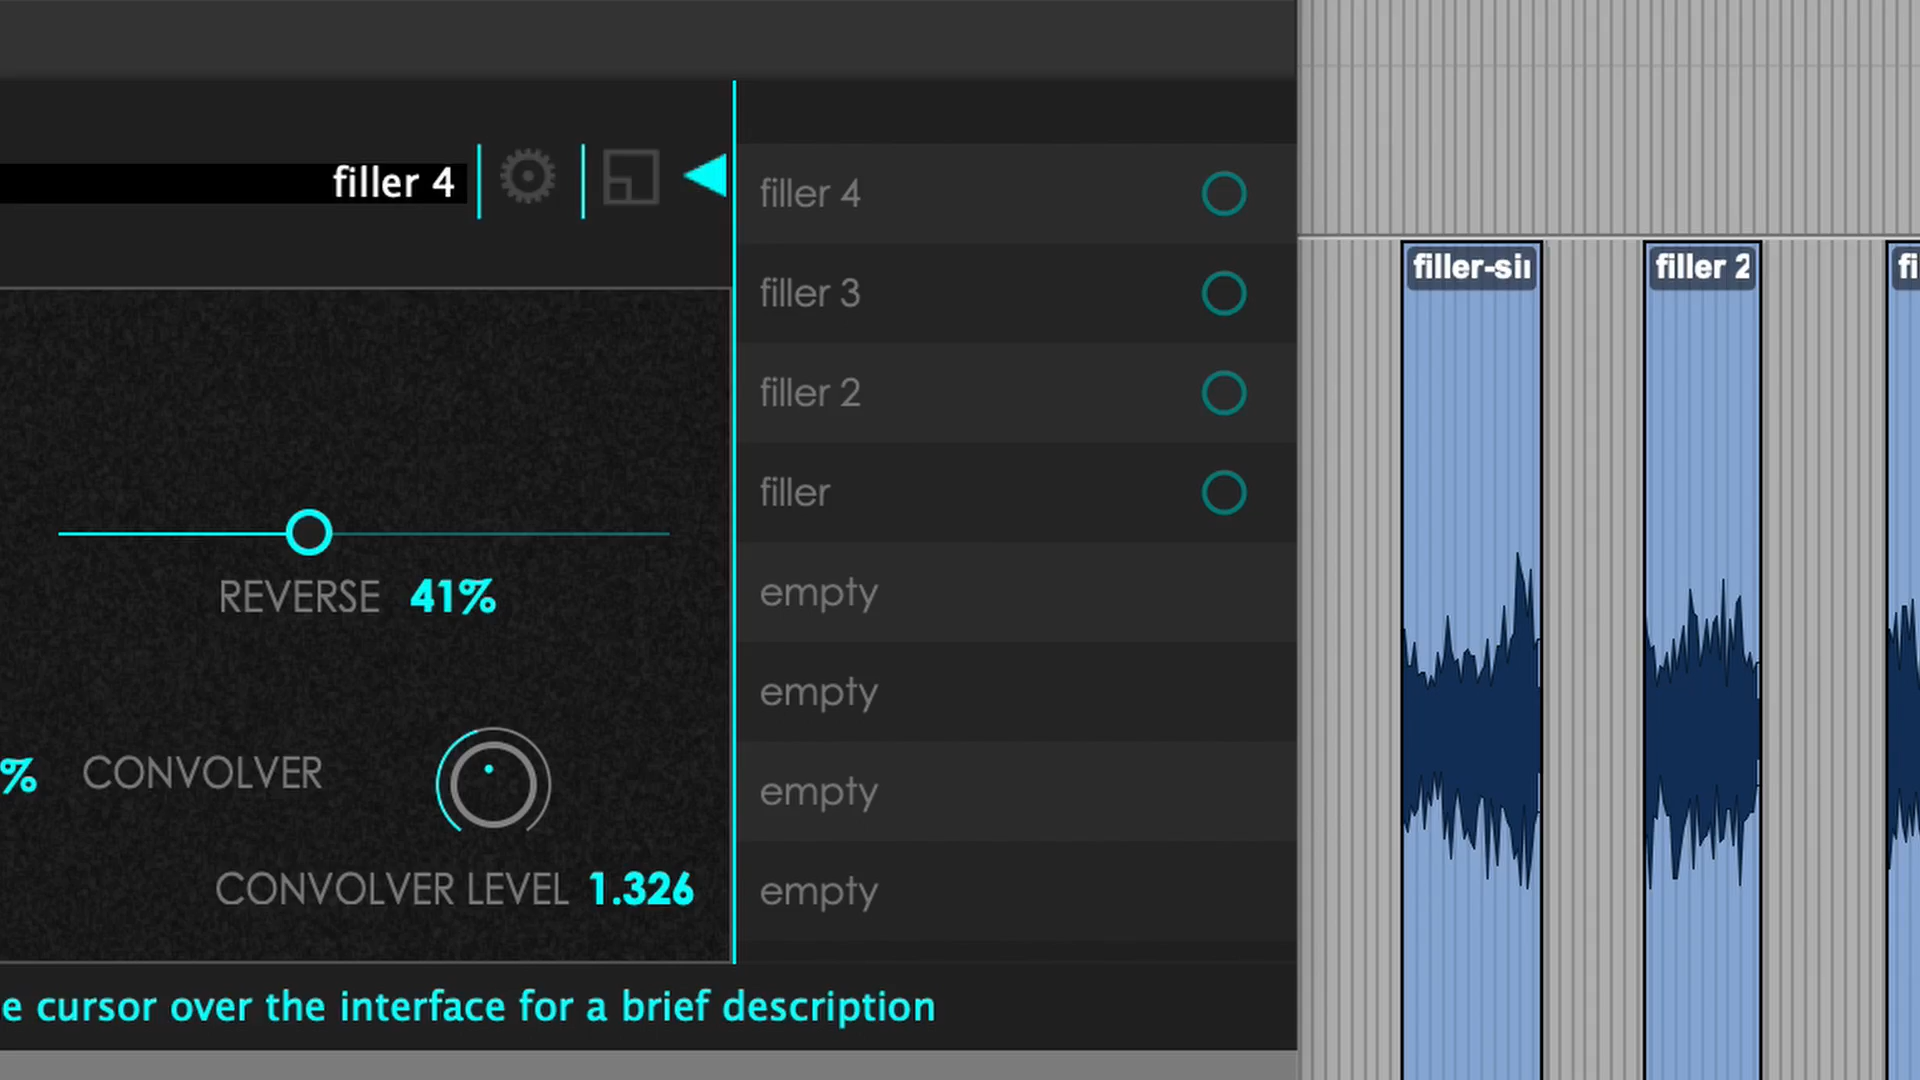 filler 4
filler 4
filler 3
filler 2
filler
empty
empty
empty
empty
REVERSE 41%
% CONVOLVER
CONVOLVER LEVEL 1.326
e cursor over the interface for a brief description
filler-sin
filler 2
fi